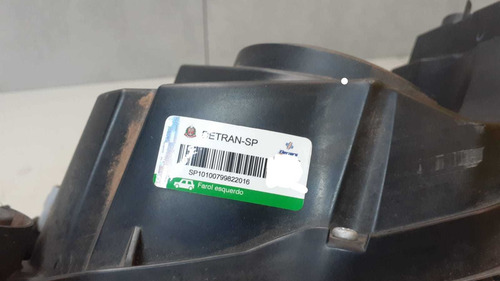 DETRAN-SP
SP10100799822016
Farol esquerdo